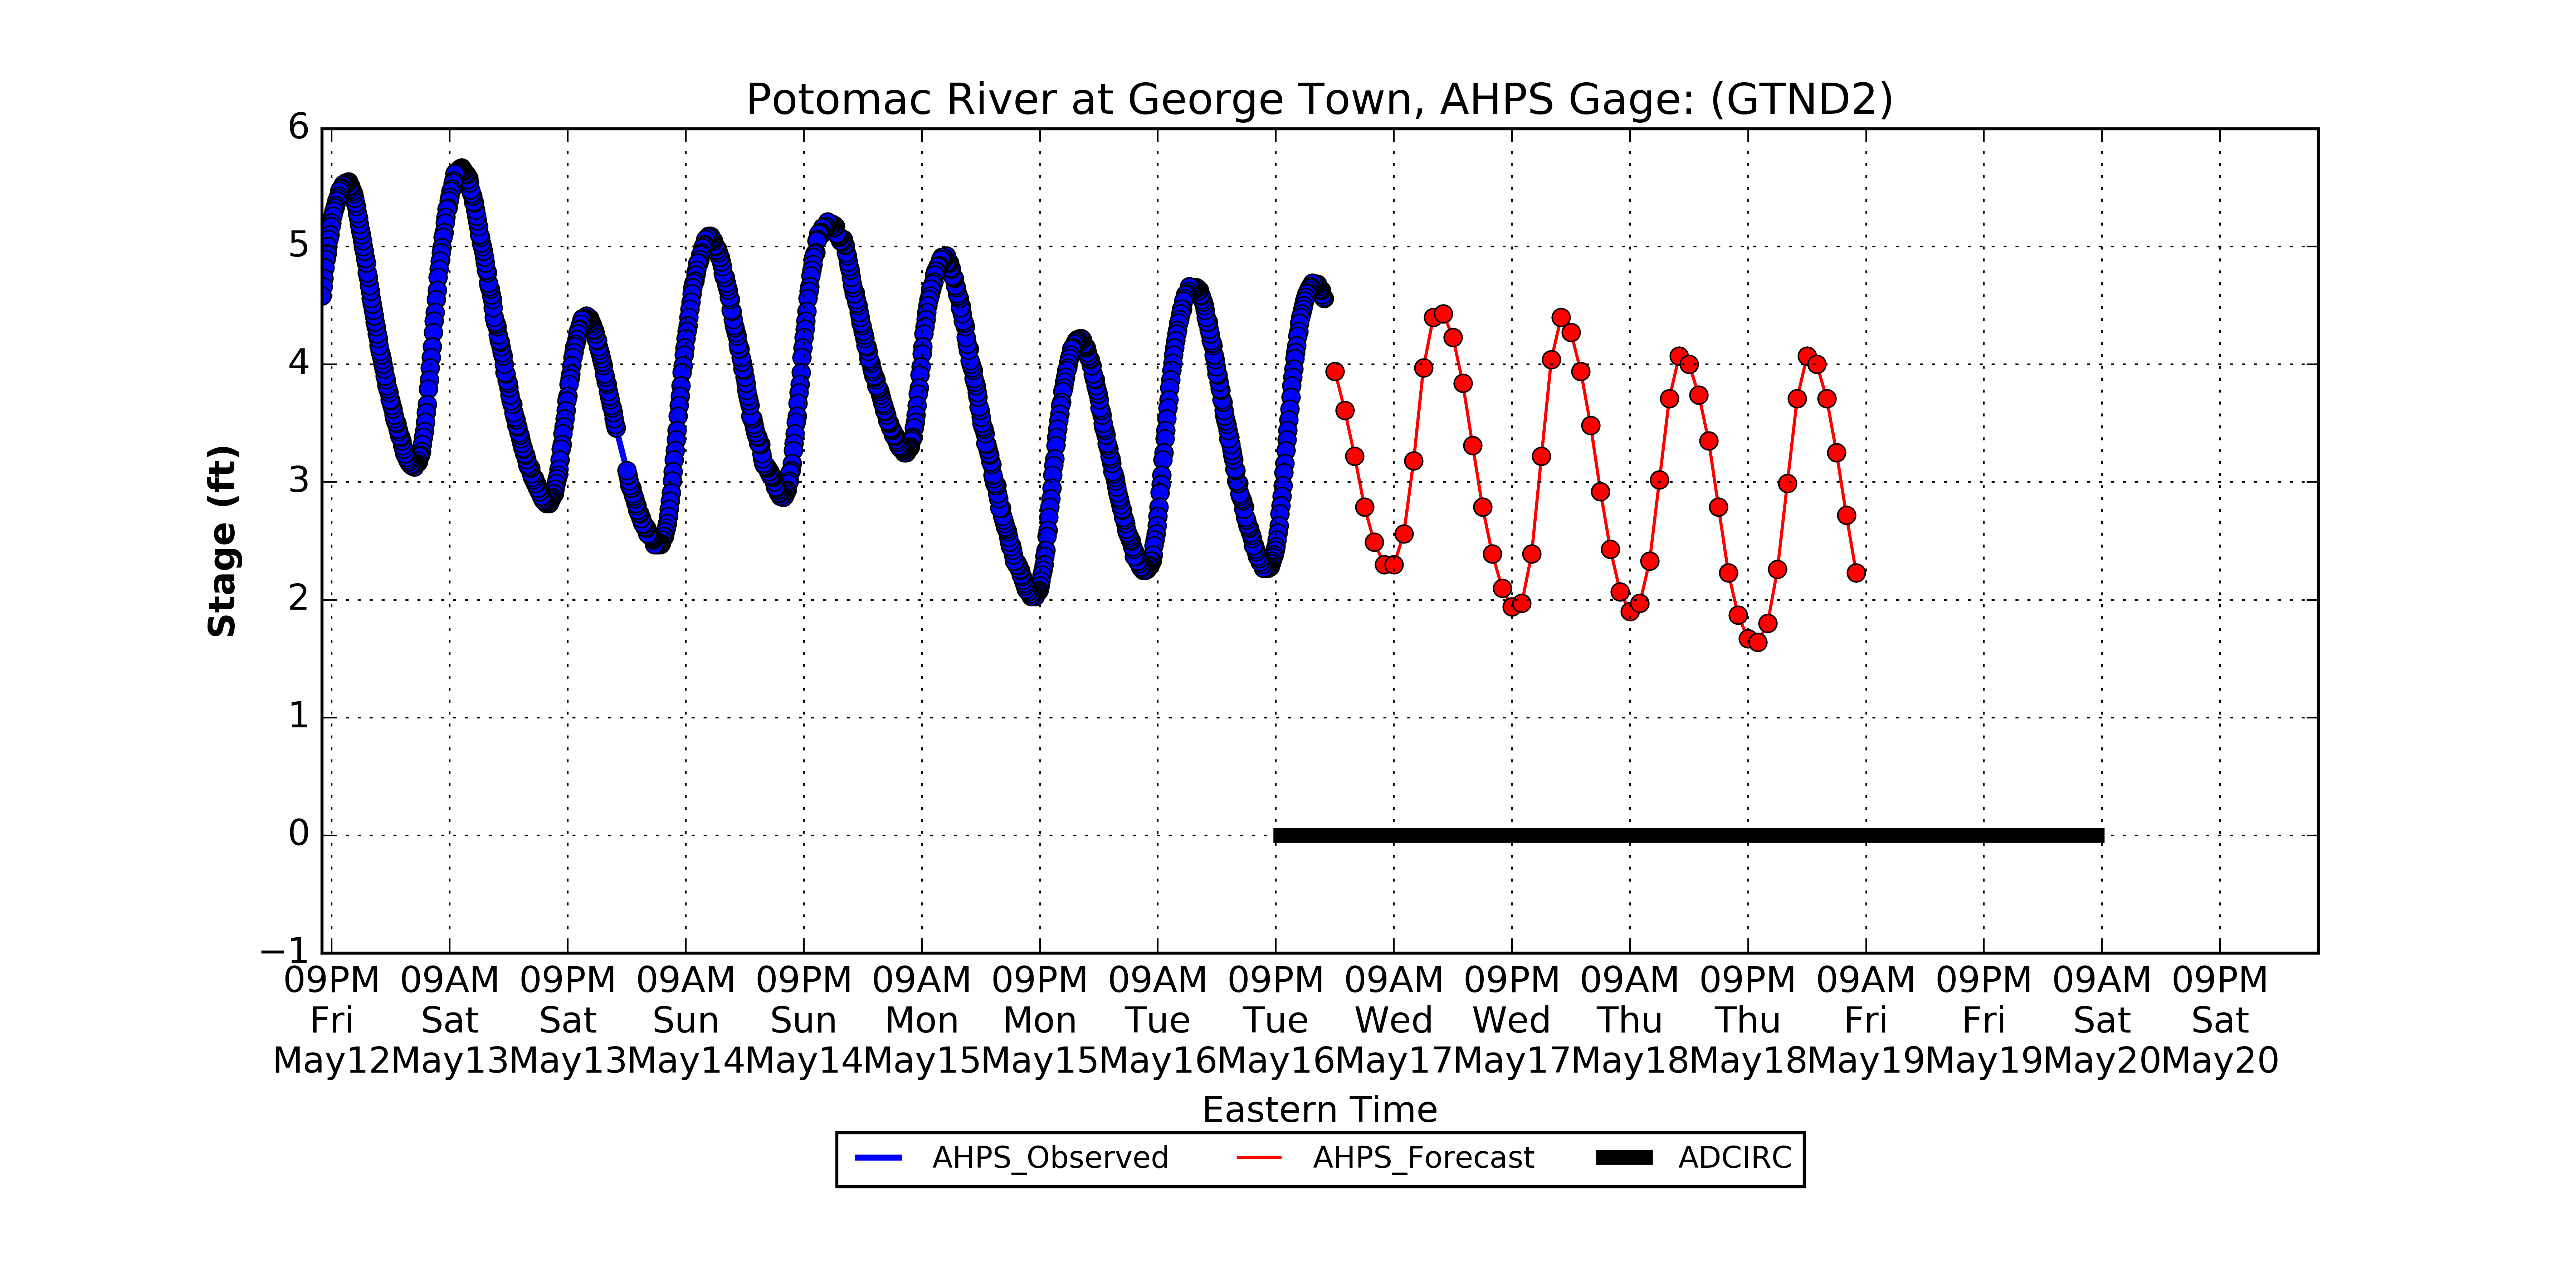 Potomac River at George Town, AHPS Gage: (GTND2)
6
5
4
3
2
1
0
−1
Stage (ft)
09PM 09AM 09PM 09AM 09PM 09AM 09PM 09AM 09PM 09AM 09PM 09AM 09PM 09AM 09PM 09AM 09PM
Fri Sat Sat Sun Sun Mon Mon Tue Tue Wed Wed Thu Thu Fri Fri Sat Sat
May12 May13 May13 May14 May14 May15 May15 May16 May16 May17 May17 May18 May18 May19 May19 May20 May20
Eastern Time
AHPS_Observed AHPS_Forecast ADCIRC